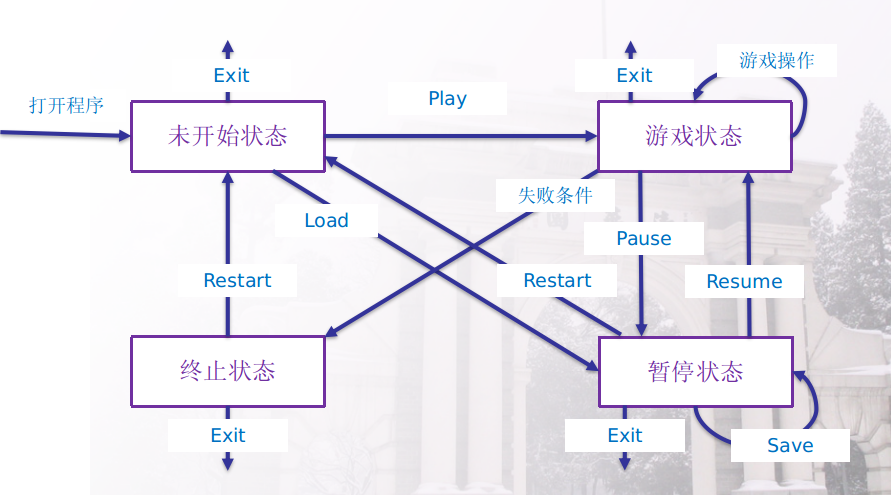 Exit
Exit
游戏操作
打开程序
Play
未开始状态
游戏状态
失败条件
Load
Pause
Restart
Restart
Resume
终止状态
暂停状态
Exit
Exit
Save